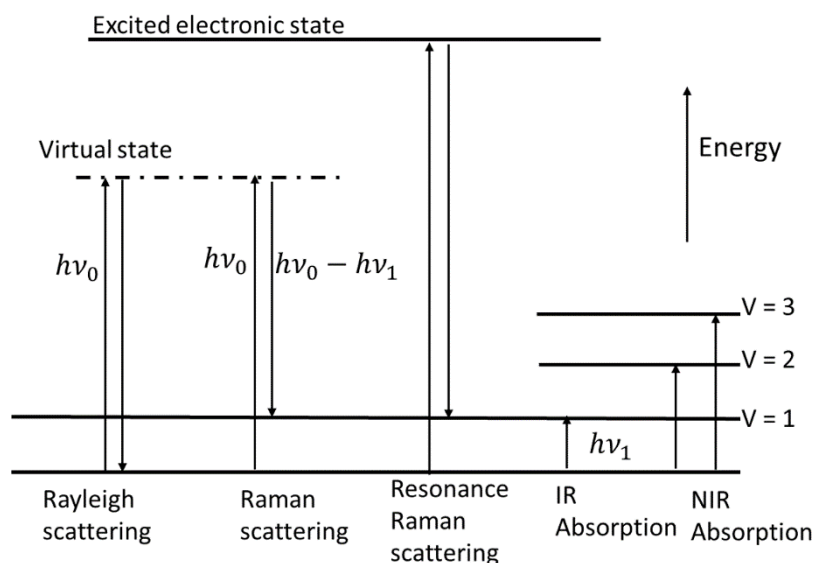 Excited electronic state
Virtual state
Energy
hν₀
hν₀
hν₀ − hν₁
V = 3
V = 2
V = 1
hν₁
Rayleigh
scattering
Raman
scattering
Resonance
Raman
scattering
IR
Absorption
NIR
Absorption